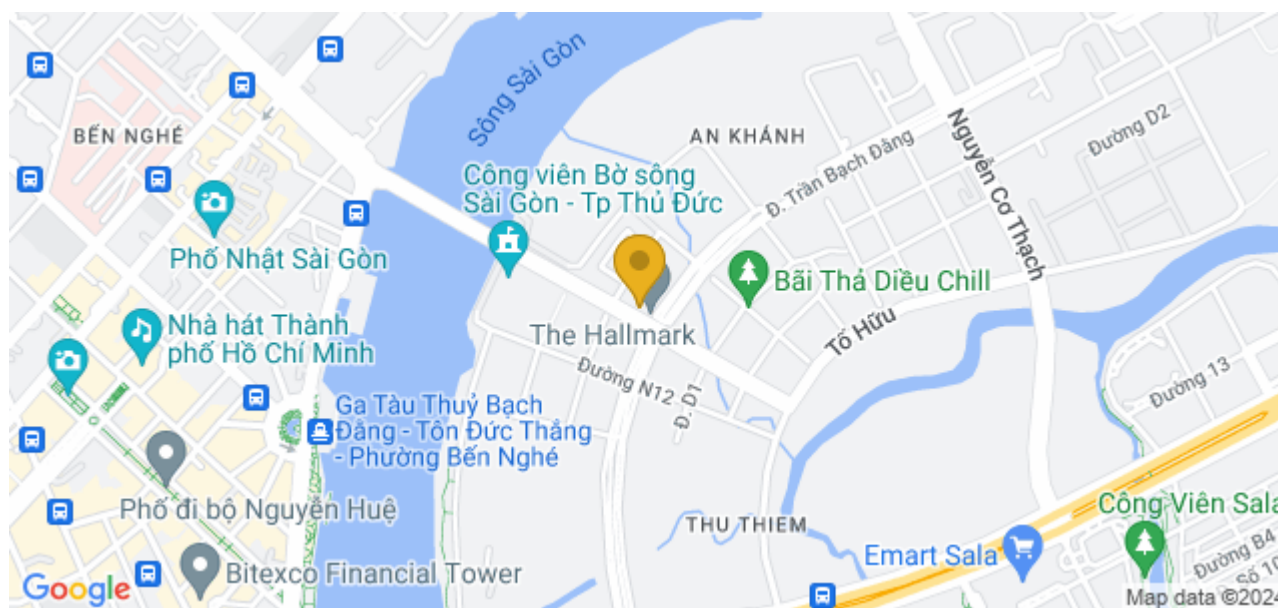 Sông Sài Gòn
BẾN NGHÉ
AN KHÁNH
Nguyễn Cơ Thạch
Đường D2
Công viên Bờ sông
Sài Gòn - Tp Thủ Đức
Đ. Trần Bạch Đằng
Phố Nhật Sài Gòn
Bãi Thả Diều Chill
Nhà hát Thành
phố Hồ Chí Minh
The Hallmark
Tố Hữu
Đường N12
Đ. D1
Đường 13
Ga Tàu Thuỷ Bạch
Đằng - Tôn Đức Thắng
- Phường Bến Nghé
Phố đi bộ Nguyễn Huệ
THU THIEM
Công Viên Sala
Emart Sala
Đường B4
Số 10
Bitexco Financial Tower
Google
Map data ©2024